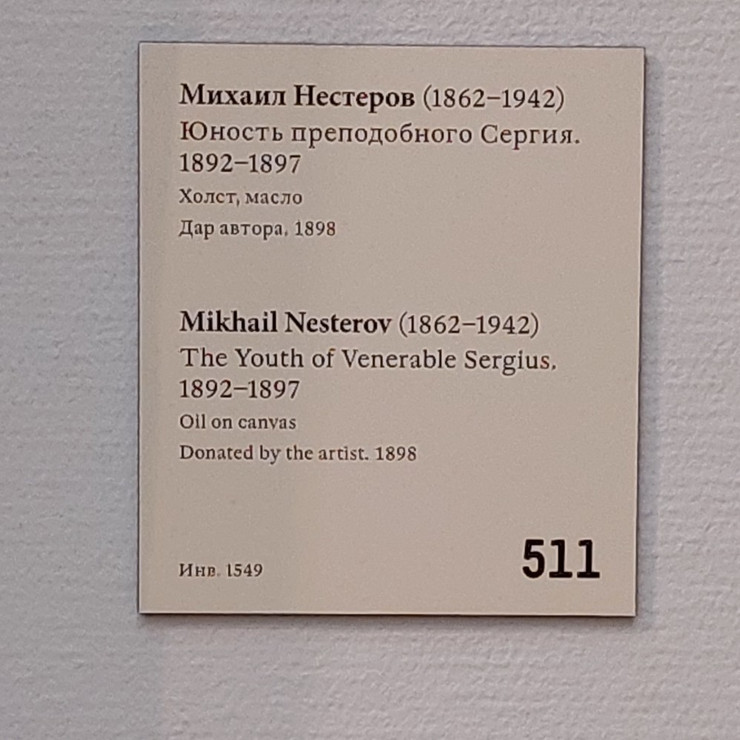 Михаил Нестеров (1862–1942)
Юность преподобного Сергия.
1892–1897
Холст, масло
Дар автора. 1898
Mikhail Nesterov (1862–1942)
The Youth of Venerable Sergius.
1892–1897
Oil on canvas
Donated by the artist. 1898
Инв. 1549
511